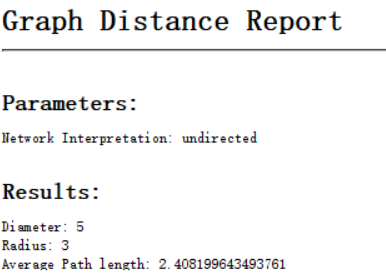 Graph Distance Report
Parameters:
Network Interpretation: undirected
Results:
Diameter: 5
Radius: 3
Average Path length: 2.408199643493761